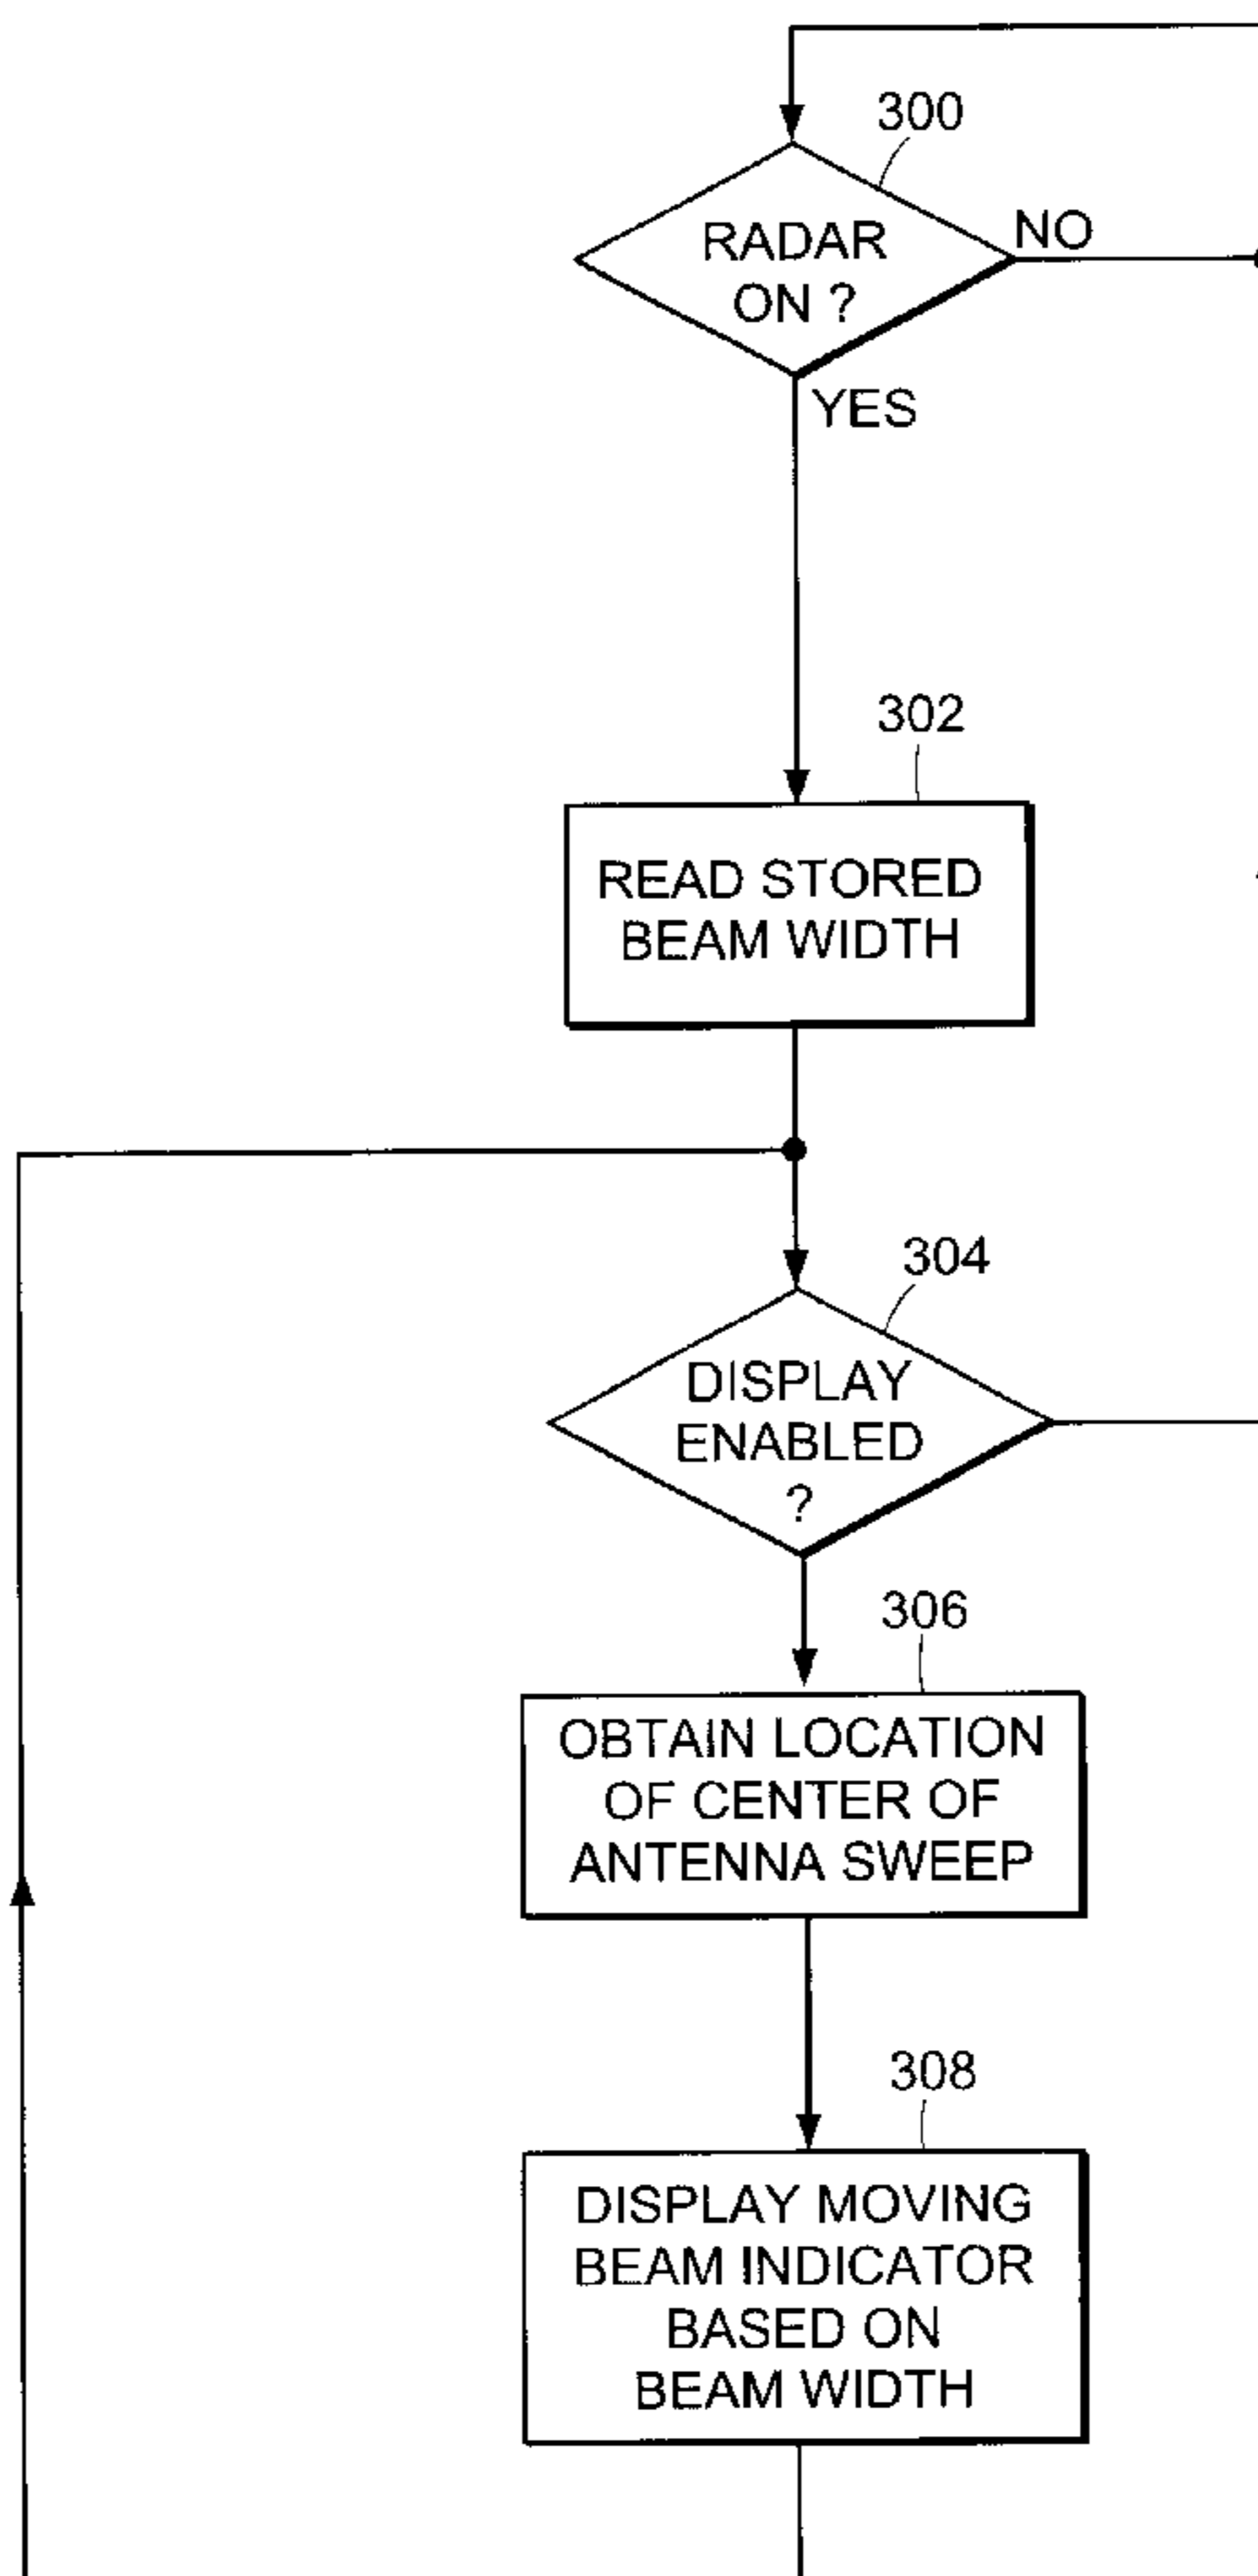 300
RADAR
ON ?
NO
YES
302
READ STORED
BEAM WIDTH
304
DISPLAY
ENABLED
?
306
OBTAIN LOCATION
OF CENTER OF
ANTENNA SWEEP
308
DISPLAY MOVING
BEAM INDICATOR
BASED ON
BEAM WIDTH